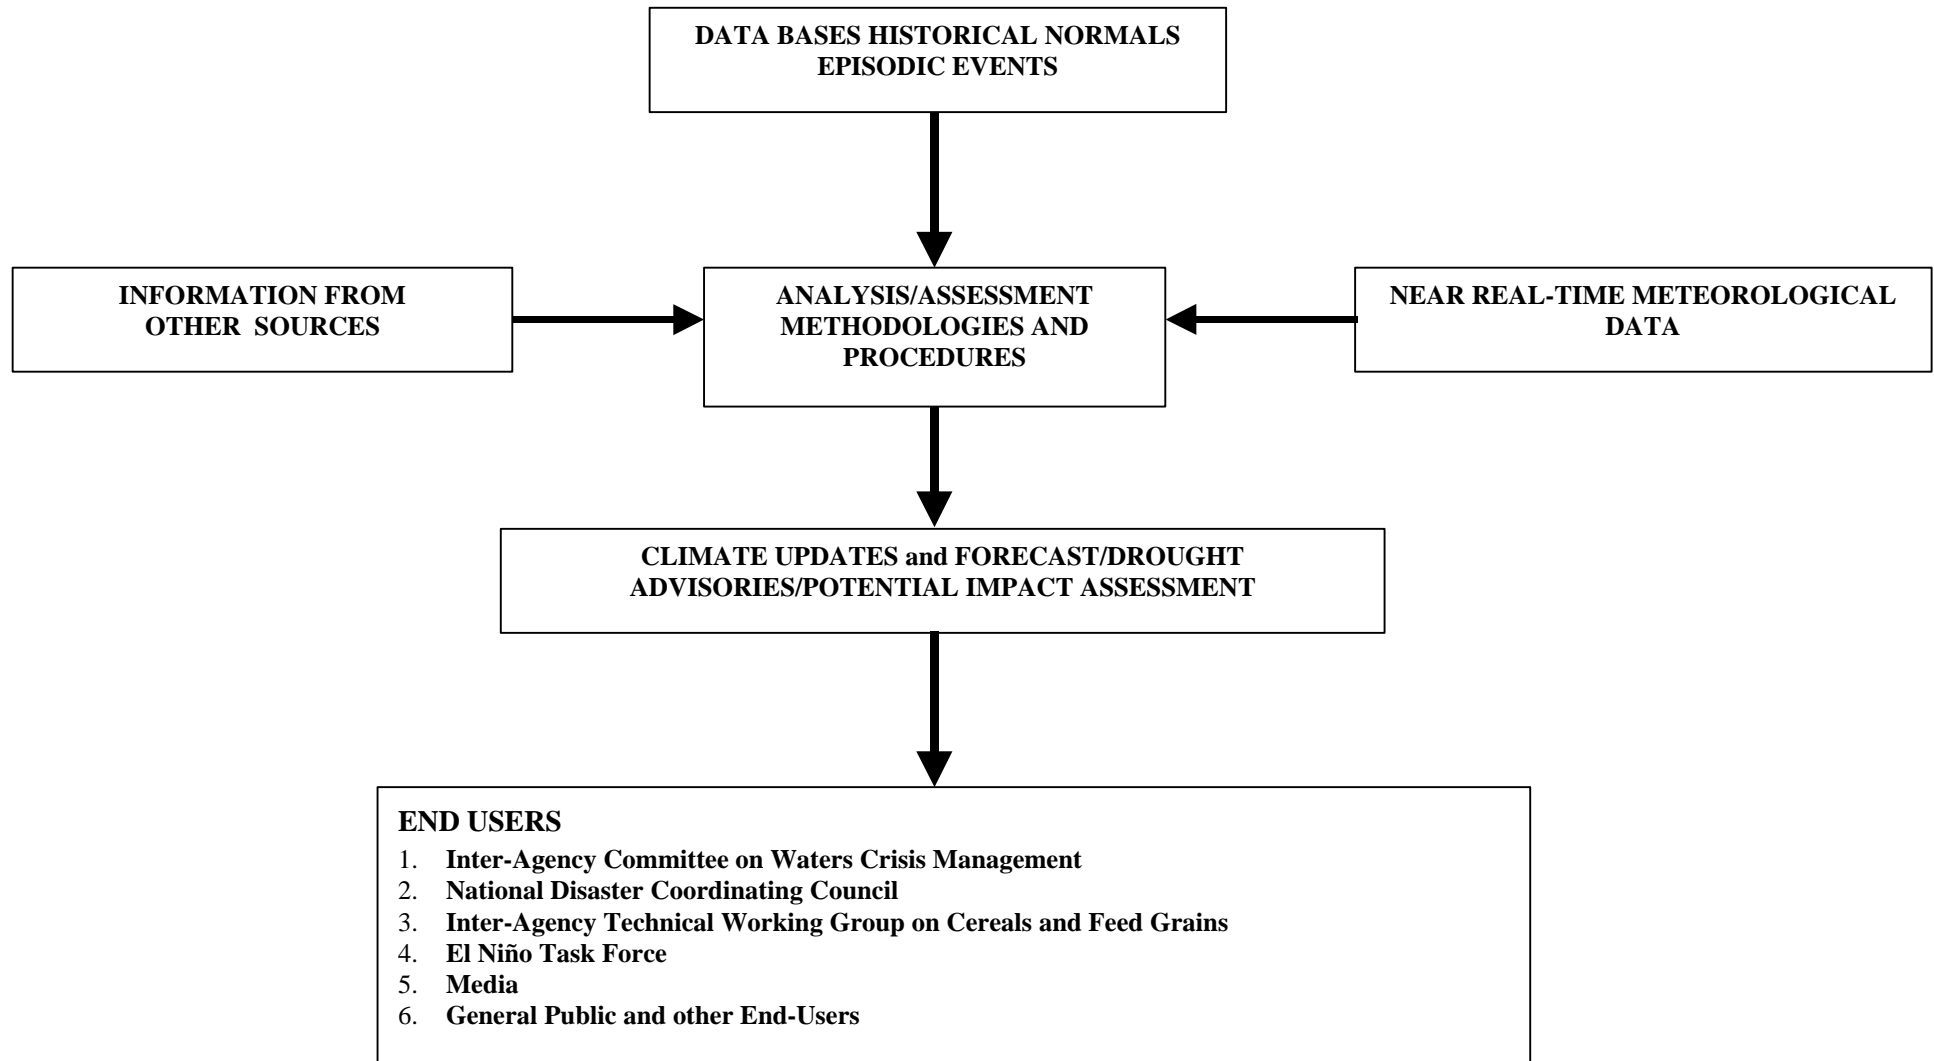 DATA BASES HISTORICAL NORMALS
EPISODIC EVENTS
INFORMATION FROM
OTHER SOURCES
ANALYSIS/ASSESSMENT
METHODOLOGIES AND
PROCEDURES
NEAR REAL-TIME METEOROLOGICAL
DATA
CLIMATE UPDATES and FORECAST/DROUGHT
ADVISORIES/POTENTIAL IMPACT ASSESSMENT
END USERS
1. Inter-Agency Committee on Waters Crisis Management
2. National Disaster Coordinating Council
3. Inter-Agency Technical Working Group on Cereals and Feed Grains
4. El Niño Task Force
5. Media
6. General Public and other End-Users